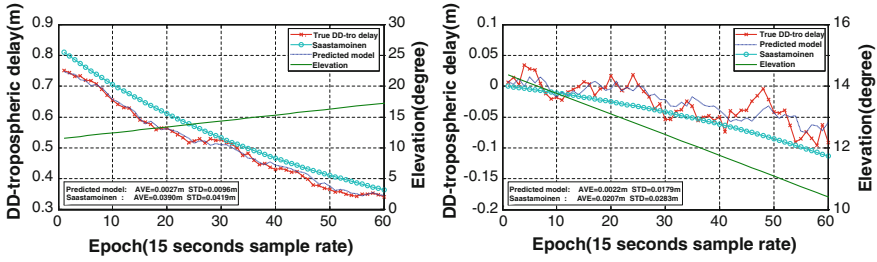 DD-tropospheric delay(m)
0.9
0.8
0.7
0.6
0.5
0.4
0.3
True DD-tro delay
Saastamoinen
Predicted model
Elevation
Predicted model: AVE=0.0027m STD=0.0096m
Saastamoinen : AVE=0.0390m STD=0.0419m
30
25
20
15
10
5
0
Elevation(degree)
0 10 20 30 40 50 60
Epoch(15 seconds sample rate)
DD-tropospheric delay(m)
0.1
0.05
0
-0.05
-0.1
-0.15
-0.2
True DD-tro delay
Predicted model
Saastamoinen
Elevation
Predicted model: AVE=0.0022m STD=0.0179m
Saastamoinen : AVE=0.0207m STD=0.0283m
16
14
12
10
Elevation(degree)
0 10 20 30 40 50 60
Epoch(15 seconds sample rate)